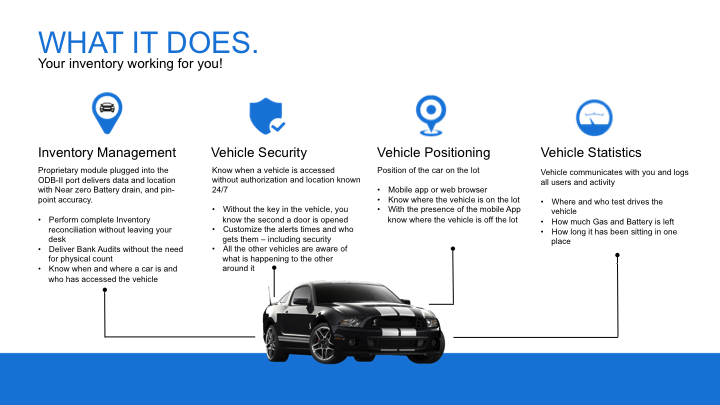 WHAT IT DOES.
Your inventory working for you!
Inventory Management
Proprietary module plugged into the
ODB-II port delivers data and location
with Near zero Battery drain, and pin-
point accuracy.
• Perform complete Inventory
reconciliation without leaving your
desk
• Deliver Bank Audits without the need
for physical count
• Know when and where a car is and
who has accessed the vehicle
Vehicle Security
Know when a vehicle is accessed
without authorization and location known
24/7
• Without the key in the vehicle, you
know the second a door is opened
• Customize the alerts times and who
gets them – including security
• All the other vehicles are aware of
what is happening to the other
around it
Vehicle Positioning
Position of the car on the lot
• Mobile app or web browser
• Know where the vehicle is on the lot
• With the presence of the mobile App
know where the vehicle is off the lot
Vehicle Statistics
Vehicle communicates with you and logs
all users and activity
• Where and who test drives the
vehicle
• How much Gas and Battery is left
• How long it has been sitting in one
place